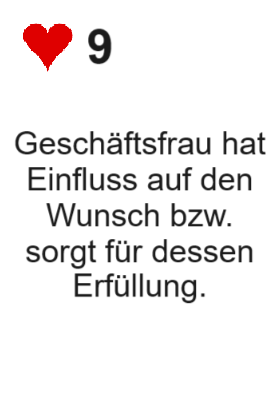 ♥ 9
Geschäftsfrau hat
Einfluss auf den
Wunsch bzw.
sorgt für dessen
Erfüllung.